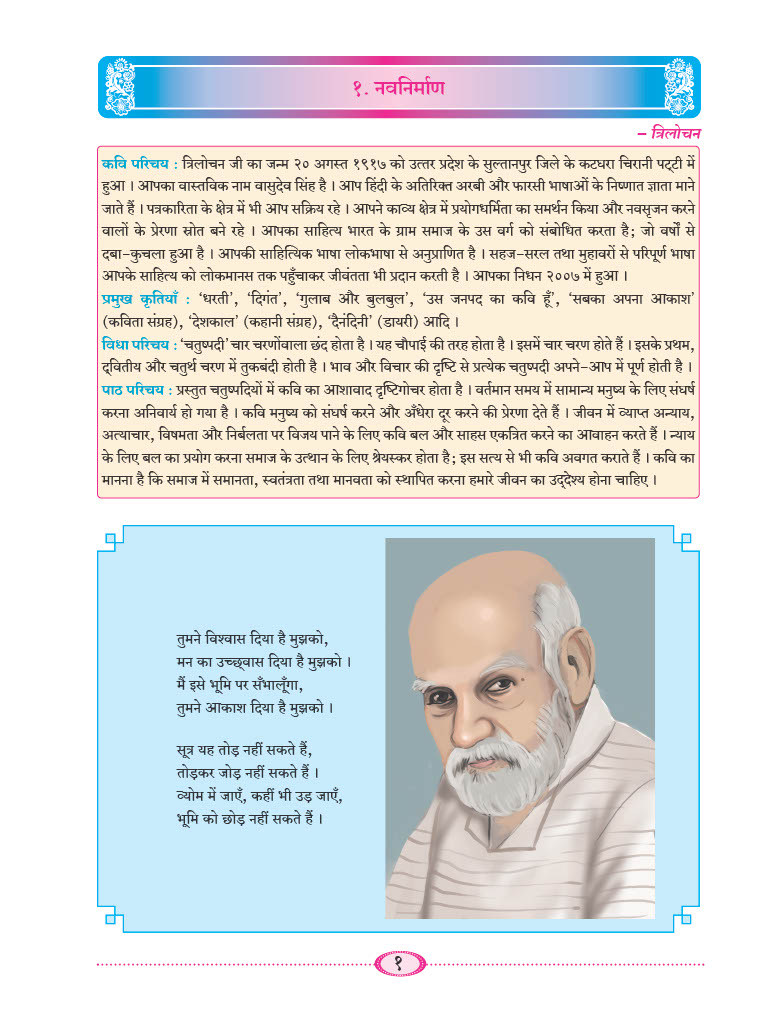 १. नवनिर्माण
– त्रिलोचन
कवि परिचय : त्रिलोचन जी का जन्म २० अगस्त १९१७ को उत्तर प्रदेश के सुल्तानपुर जिले के कटघरा चिरानी पट्टी में
हुआ । आपका वास्तविक नाम वासुदेव सिंह है । आप हिंदी के अतिरिक्त अरबी और फारसी भाषाओं के निष्णात ज्ञाता माने
जाते हैं । पत्रकारिता के क्षेत्र में भी आप सक्रिय रहे । आपने काव्य क्षेत्र में प्रयोगधर्मिता का समर्थन किया और नवसृजन करने
वालों के प्रेरणा स्रोत बने रहे । आपका साहित्य भारत के ग्राम समाज के उस वर्ग को संबोधित करता है; जो वर्षों से
दबा-कुचला हुआ है । आपकी साहित्यिक भाषा लोकभाषा से अनुप्राणित है । सहज-सरल तथा मुहावरों से परिपूर्ण भाषा
आपके साहित्य को लोकमानस तक पहुँचाकर जीवंतता भी प्रदान करती है । आपका निधन २००७ में हुआ ।
प्रमुख कृतियाँ : ‘धरती’, ‘दिगंत’, ‘गुलाब और बुलबुल’, ‘उस जनपद का कवि हूँ’, ‘सबका अपना आकाश’
(कविता संग्रह), ‘देशकाल’ (कहानी संग्रह), ‘दैनंदिनी’ (डायरी) आदि ।
विधा परिचय : ‘चतुष्पदी’ चार चरणोंवाला छंद होता है । यह चौपाई की तरह होता है । इसमें चार चरण होते हैं । इसके प्रथम,
द्‌वितीय और चतुर्थ चरण में तुकबंदी होती है । भाव और विचार की दृष्टि से प्रत्येक चतुष्पदी अपने-आप में पूर्ण होती है ।
पाठ परिचय : प्रस्तुत चतुष्पदियों में कवि का आशावाद दृष्टिगोचर होता है । वर्तमान समय में सामान्य मनुष्य के लिए संघर्ष
करना अनिवार्य हो गया है । कवि मनुष्य को संघर्ष करने और अँधेरा दूर करने की प्रेरणा देते हैं । जीवन में व्याप्त अन्याय,
अत्याचार, विषमता और निर्बलता पर विजय पाने के लिए कवि बल और साहस एकत्रित करने का आवाहन करते हैं । न्याय
के लिए बल का प्रयोग करना समाज के उत्थान के लिए श्रेयस्कर होता है; इस सत्य से भी कवि अवगत कराते हैं । कवि का
मानना है कि समाज में समानता, स्वतंत्रता तथा मानवता को स्थापित करना हमारे जीवन का उद्‌देश्य होना चाहिए ।
तुमने विश्वास दिया है मुझको,
मन का उच्छ्‌वास दिया है मुझको ।
मैं इसे भूमि पर सँभालूँगा,
तुमने आकाश दिया है मुझको ।
सूत्र यह तोड़ नहीं सकते हैं,
तोड़कर जोड़ नहीं सकते हैं ।
व्योम में जाएँ, कहीं भी उड़ जाएँ,
भूमि को छोड़ नहीं सकते हैं ।
१